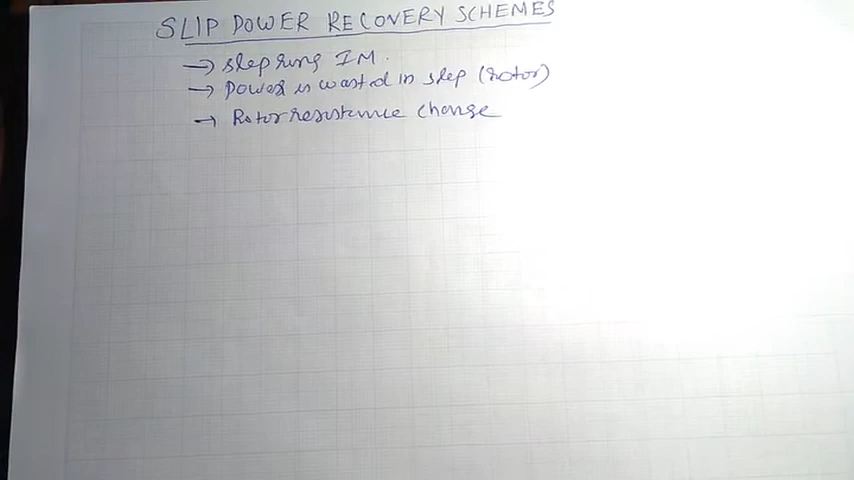 SLIP POWER RECOVERY SCHEMES
→ slip ring IM.
→ power is wasted in slip (rotor)
→ Rotor resistance change